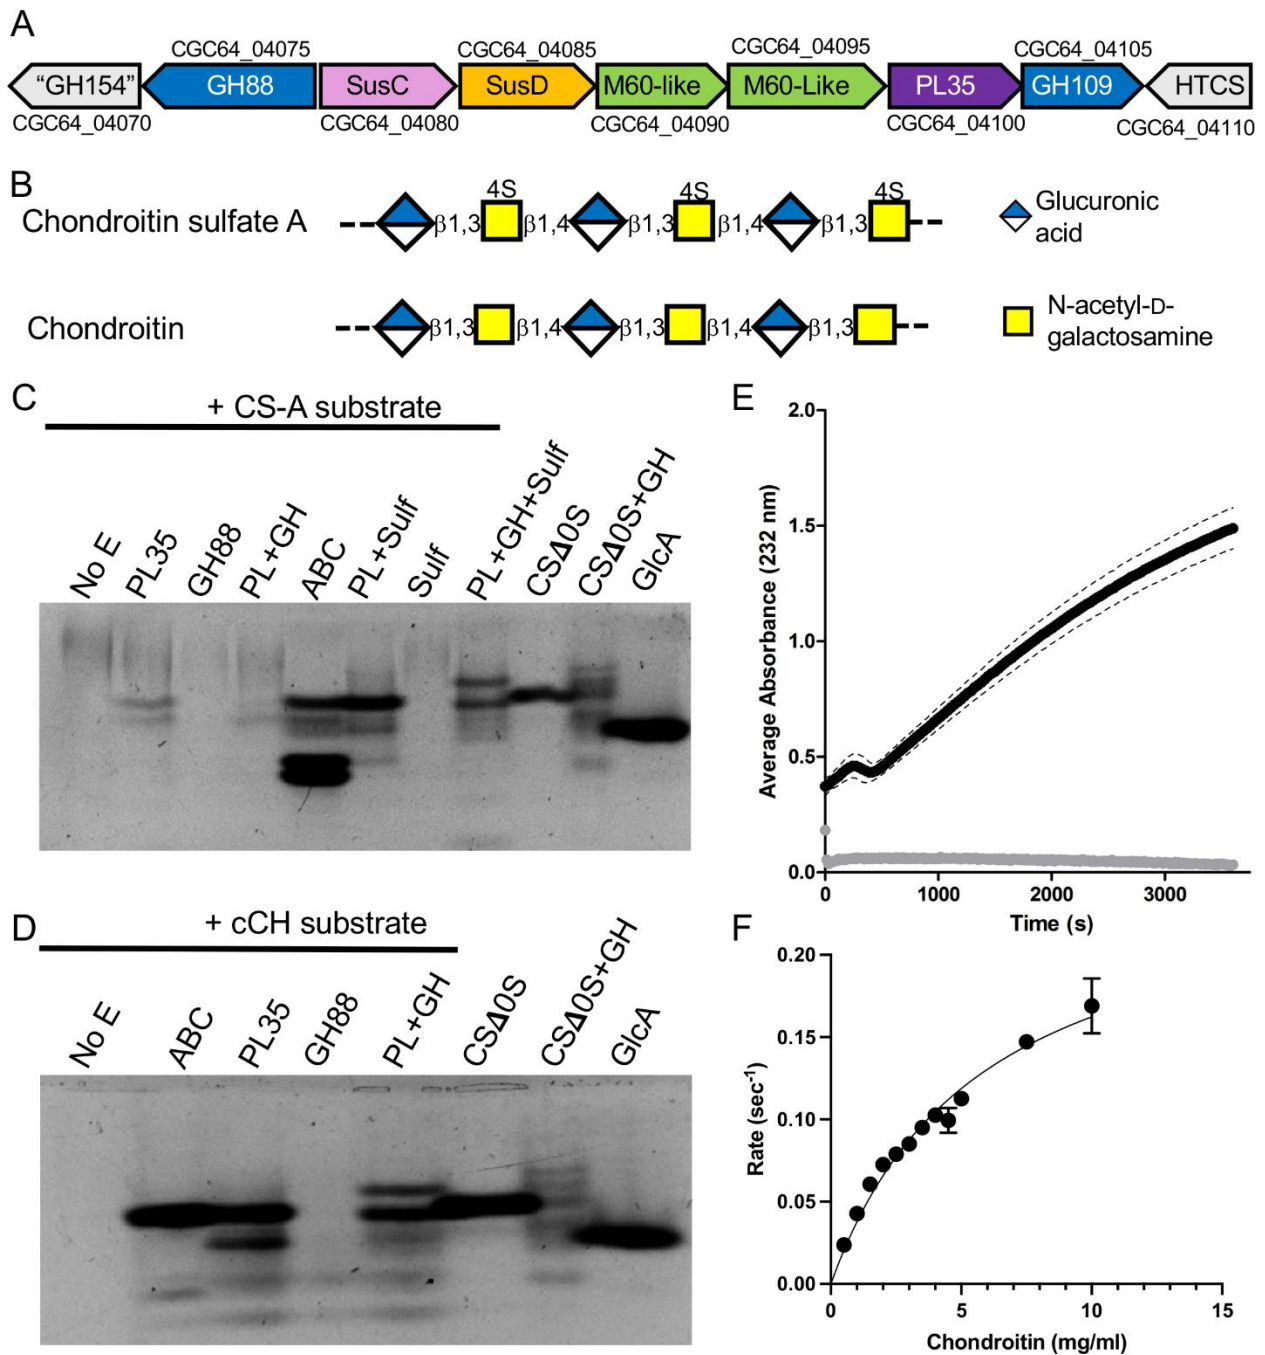 A
CGC64_04075 CGC64_04085 CGC64_04095 CGC64_04105
“GH154” GH88 SusC SusD M60-like M60-Like PL35 GH109 HTCS
CGC64_04070 CGC64_04080 CGC64_04090 CGC64_04100 CGC64_04110
B
4S 4S 4S
Chondroitin sulfate A β1,3 β1,4 β1,3 β1,4 β1,3
Glucuronic
acid
Chondroitin β1,3 β1,4 β1,3 β1,4 β1,3
N-acetyl-D-
galactosamine
C
+ CS-A substrate
No E PL35 GH88 PL+GH ABC PL+Sulf Sulf PL+GH+Sulf CSΔ0S CSΔ0S+GH GlcA
D
+ cCH substrate
No E ABC PL35 GH88 PL+GH CSΔ0S CSΔ0S+GH GlcA
E
Average Absorbance (232 nm)
2.0
1.5
1.0
0.5
0.0
0 1000 2000 3000
Time (s)
F
Rate (sec-1)
0.20
0.15
0.10
0.05
0.00
0 5 10 15
Chondroitin (mg/ml)